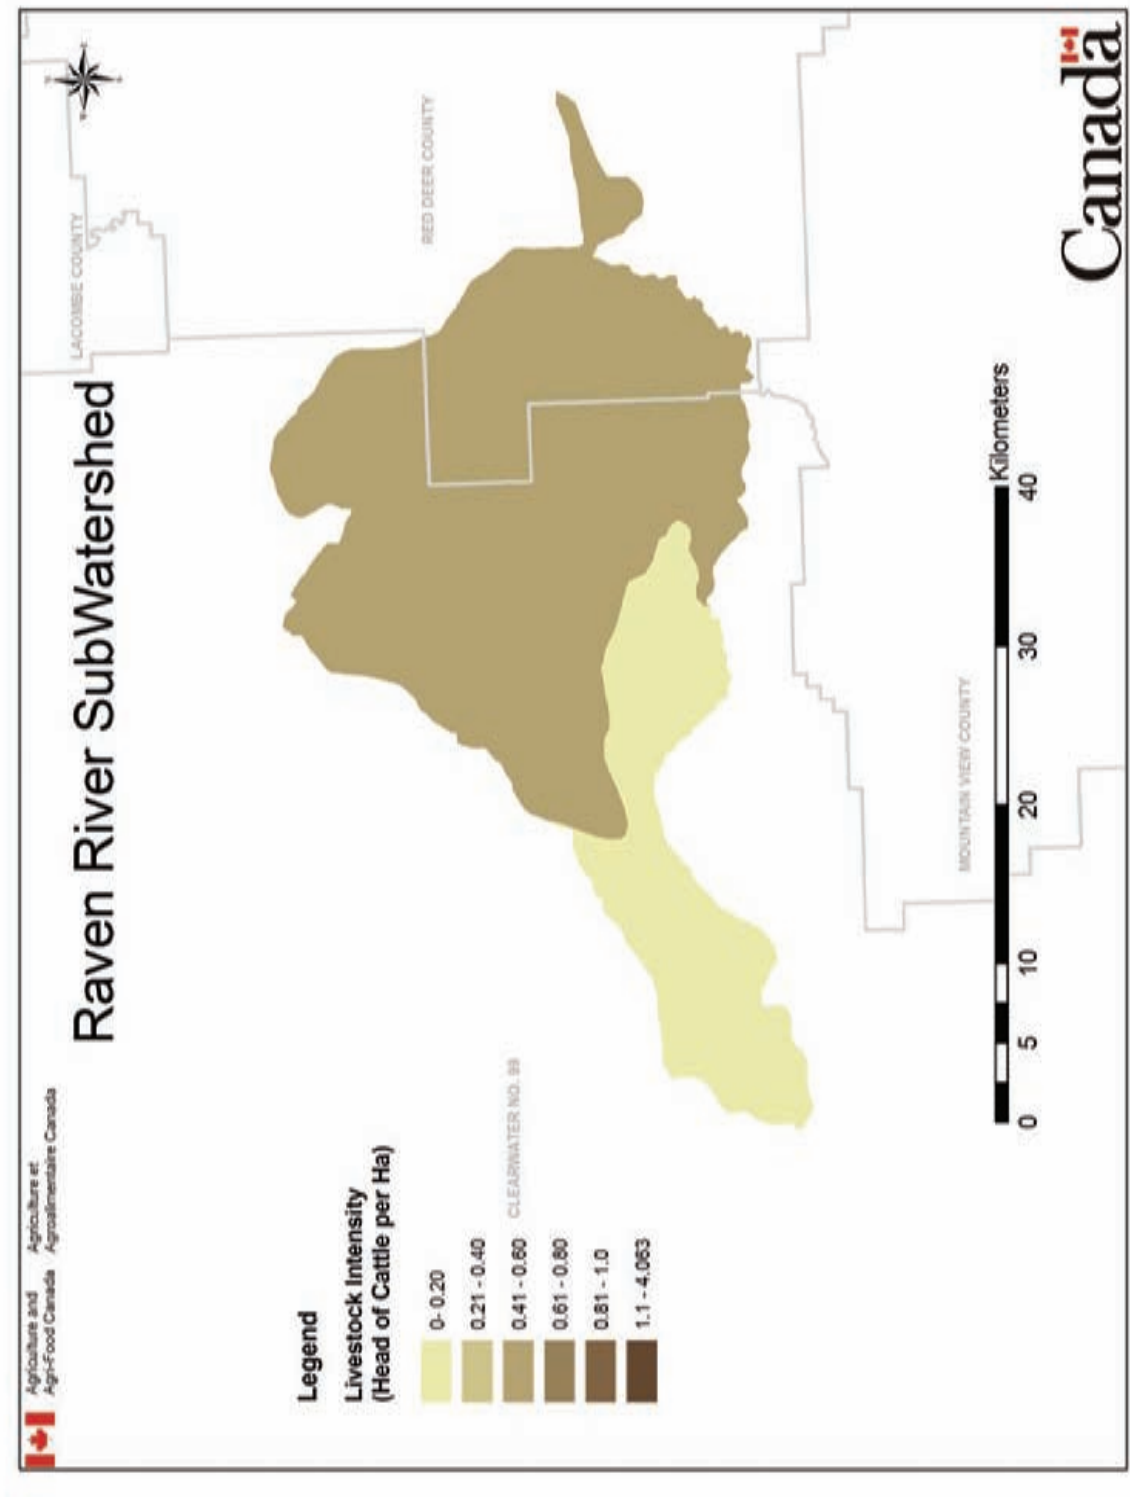 Agriculture and
Agri-Food Canada
Agriculture et
Agroalimentaire Canada
Raven River SubWatershed
LACOMBE COUNTY
RED DEER COUNTY
CLEARWATER NO. 99
MOUNTAIN VIEW COUNTY
Legend
Livestock Intensity
(Head of Cattle per Ha)
0- 0.20
0.21 - 0.40
0.41 - 0.60
0.61 - 0.80
0.81 - 1.0
1.1 - 4.063
0 5 10 20 30 40
Kilometers
Canada